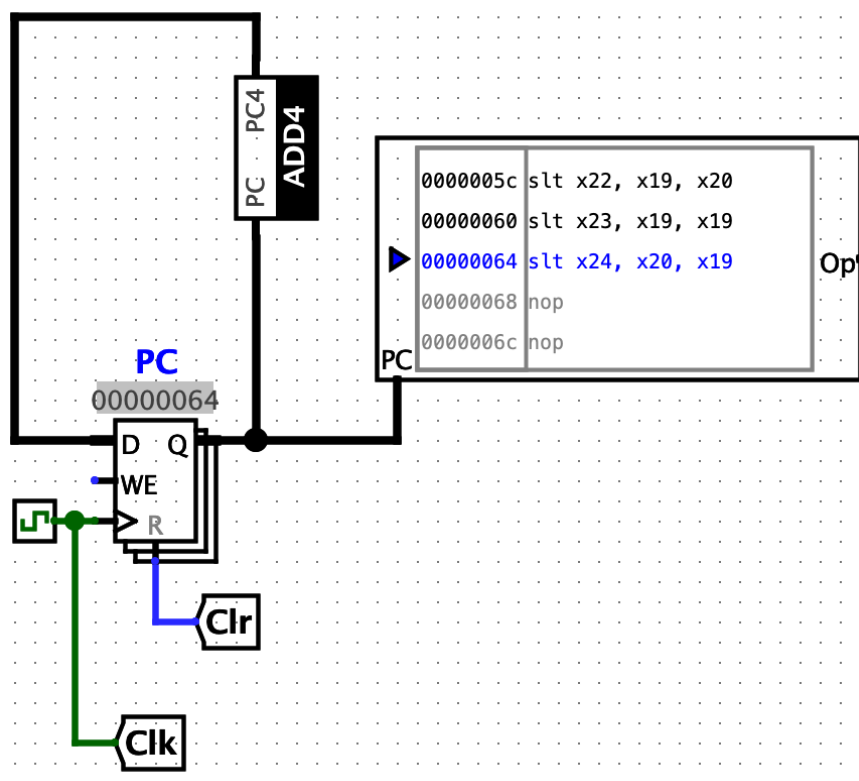 PC PC4
ADD4
0000005c slt x22, x19, x20
00000060 slt x23, x19, x19
00000064 slt x24, x20, x19
00000068 nop
0000006c nop
Op
PC
PC
00000064
D Q
WE
R
Clr
Clk